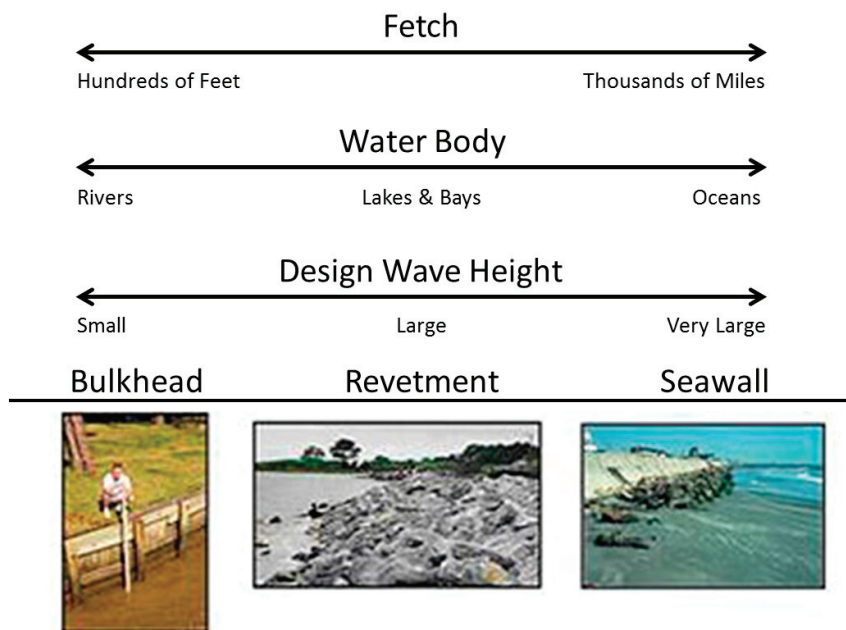 Fetch
Hundreds of Feet Thousands of Miles
Water Body
Rivers Lakes & Bays Oceans
Design Wave Height
Small Large Very Large
Bulkhead Revetment Seawall